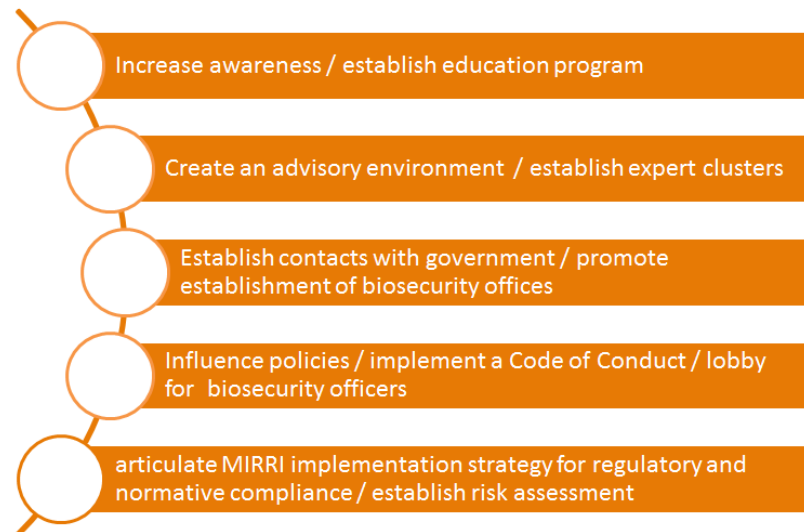 Increase awareness / establish education program
Create an advisory environment / establish expert clusters
Establish contacts with government / promote
establishment of biosecurity offices
Influence policies / implement a Code of Conduct / lobby
for biosecurity officers
articulate MIRRI implementation strategy for regulatory and
normative compliance / establish risk assessment